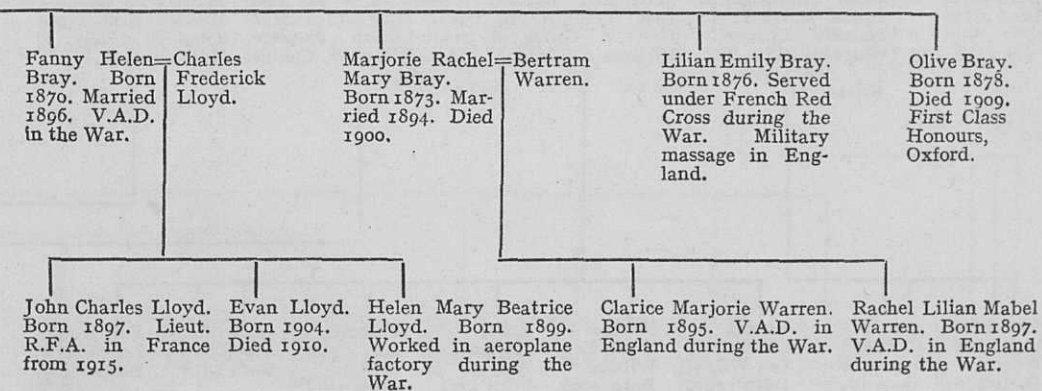 Fanny Helen=Charles
Bray. Born Frederick
1870. Married Lloyd.
1896. V.A.D.
in the War.
Marjorie Rachel=Bertram
Mary Bray. Warren.
Born 1873. Mar-
ried 1894. Died
1900.
Lilian Emily Bray.
Born 1876. Served
under French Red
Cross during the
War. Military
massage in Eng-
land.
Olive Bray.
Born 1878.
Died 1909.
First Class
Honours,
Oxford.
John Charles Lloyd.
Born 1897. Lieut.
R.F.A. in France
from 1915.
Evan Lloyd.
Born 1904.
Died 1910.
Helen Mary Beatrice
Lloyd. Born 1899.
Worked in aeroplane
factory during the
War.
Clarice Marjorie Warren.
Born 1895. V.A.D. in
England during the War.
Rachel Lilian Mabel
Warren. Born 1897.
V.A.D. in England
during the War.